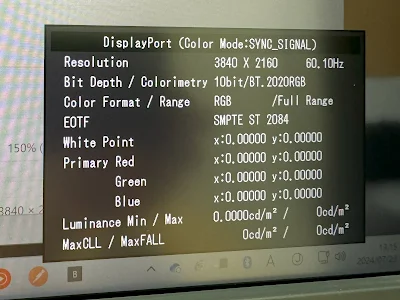 DisplayPort (Color Mode:SYNC_SIGNAL)
Resolution 3840 X 2160 60.10Hz
Bit Depth / Colorimetry 10bit/BT.2020RGB
Color Format / Range RGB /Full Range
EOTF SMPTE ST 2084
White Point x:0.00000 y:0.00000
Primary Red x:0.00000 y:0.00000
Green x:0.00000 y:0.00000
Blue x:0.00000 y:0.00000
Luminance Min / Max 0.0000cd/m² / 0cd/m²
MaxCLL / MaxFALL 0cd/m² / 0cd/m²
150% (
3840 × 2
B
A